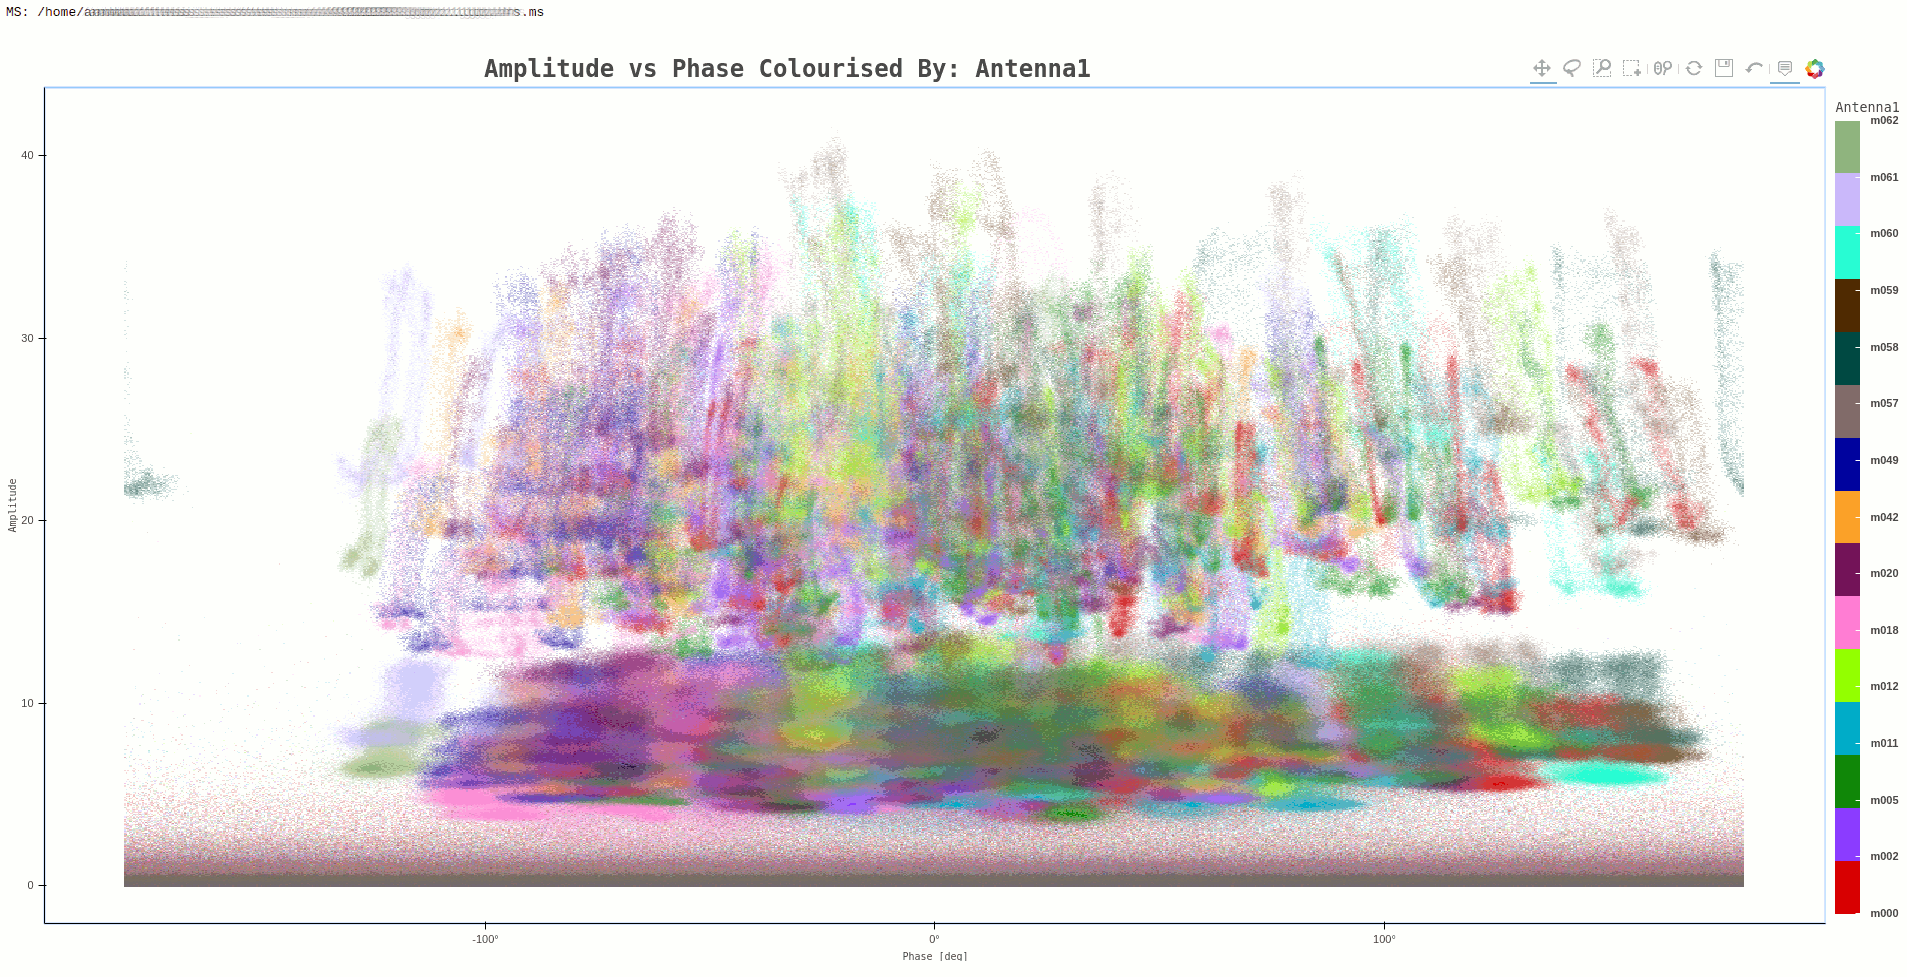 MS: /home/ .ms
Amplitude vs Phase Colourised By: Antenna1
Antenna1
m062
m061
m060
m059
m058
m057
m049
m042
m020
m018
m012
m011
m005
m002
m000
Amplitude
40
30
20
10
0
-100°
0°
100°
Phase [deg]